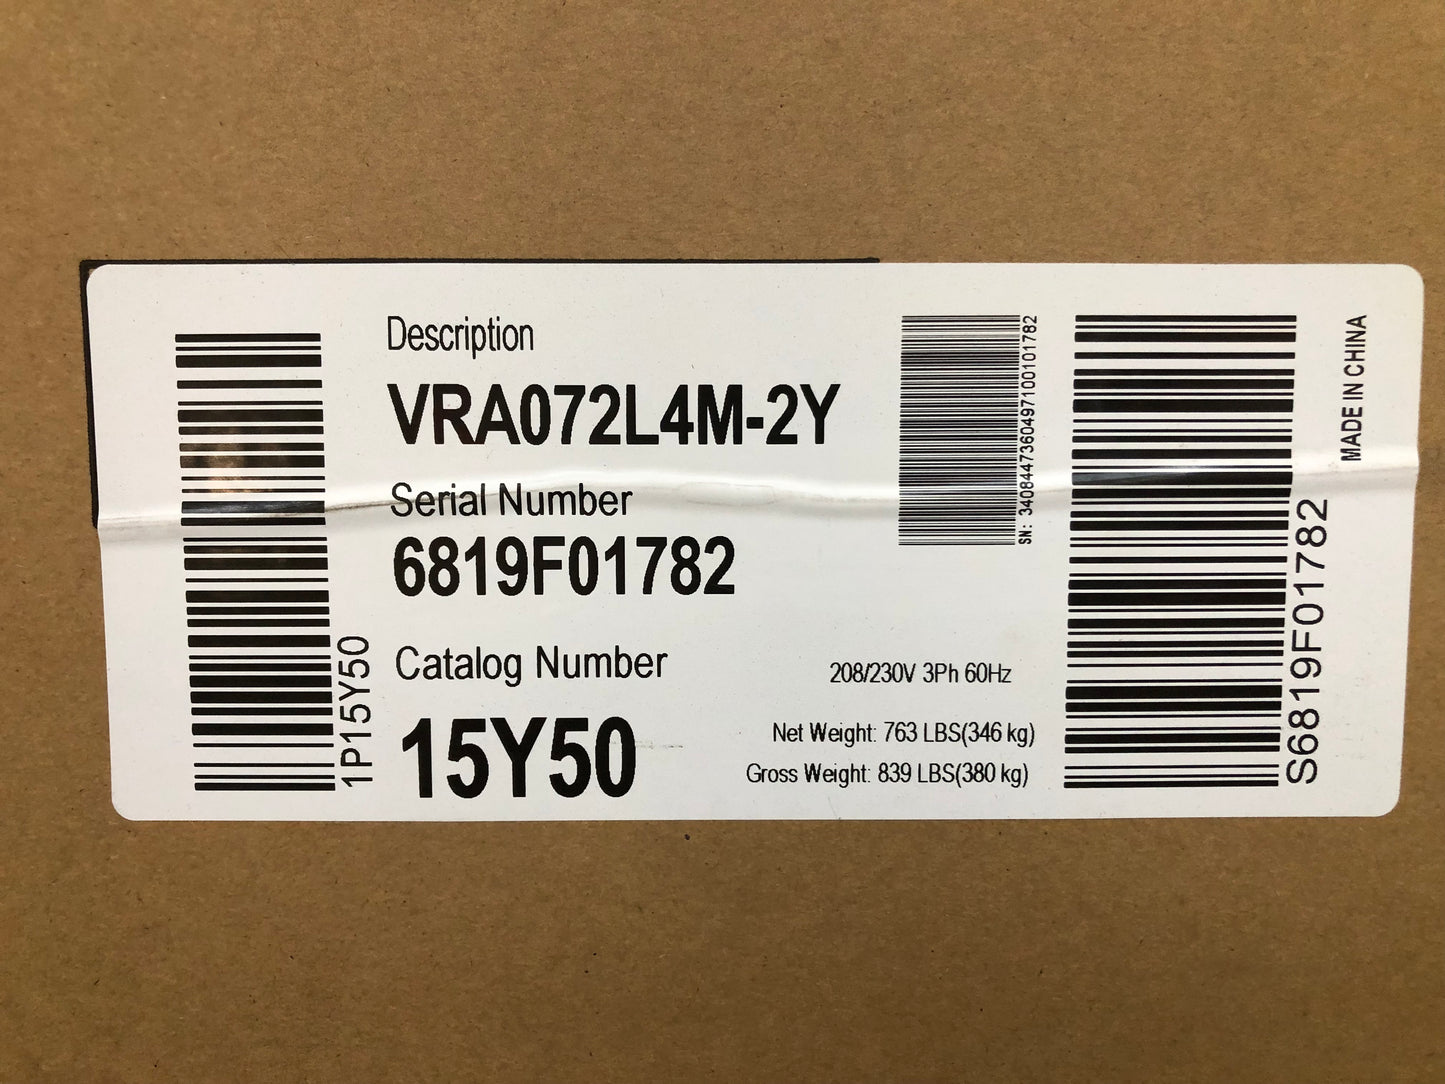 Description
VRA072L4M-2Y
Serial Number
6819F01782
Catalog Number
15Y50
1P15Y50
208/230V 3Ph 60Hz
Net Weight: 763 LBS(346 kg)
Gross Weight: 839 LBS(380 kg)
SN: 3408447360497100101782
S6819F01782
MADE IN CHINA